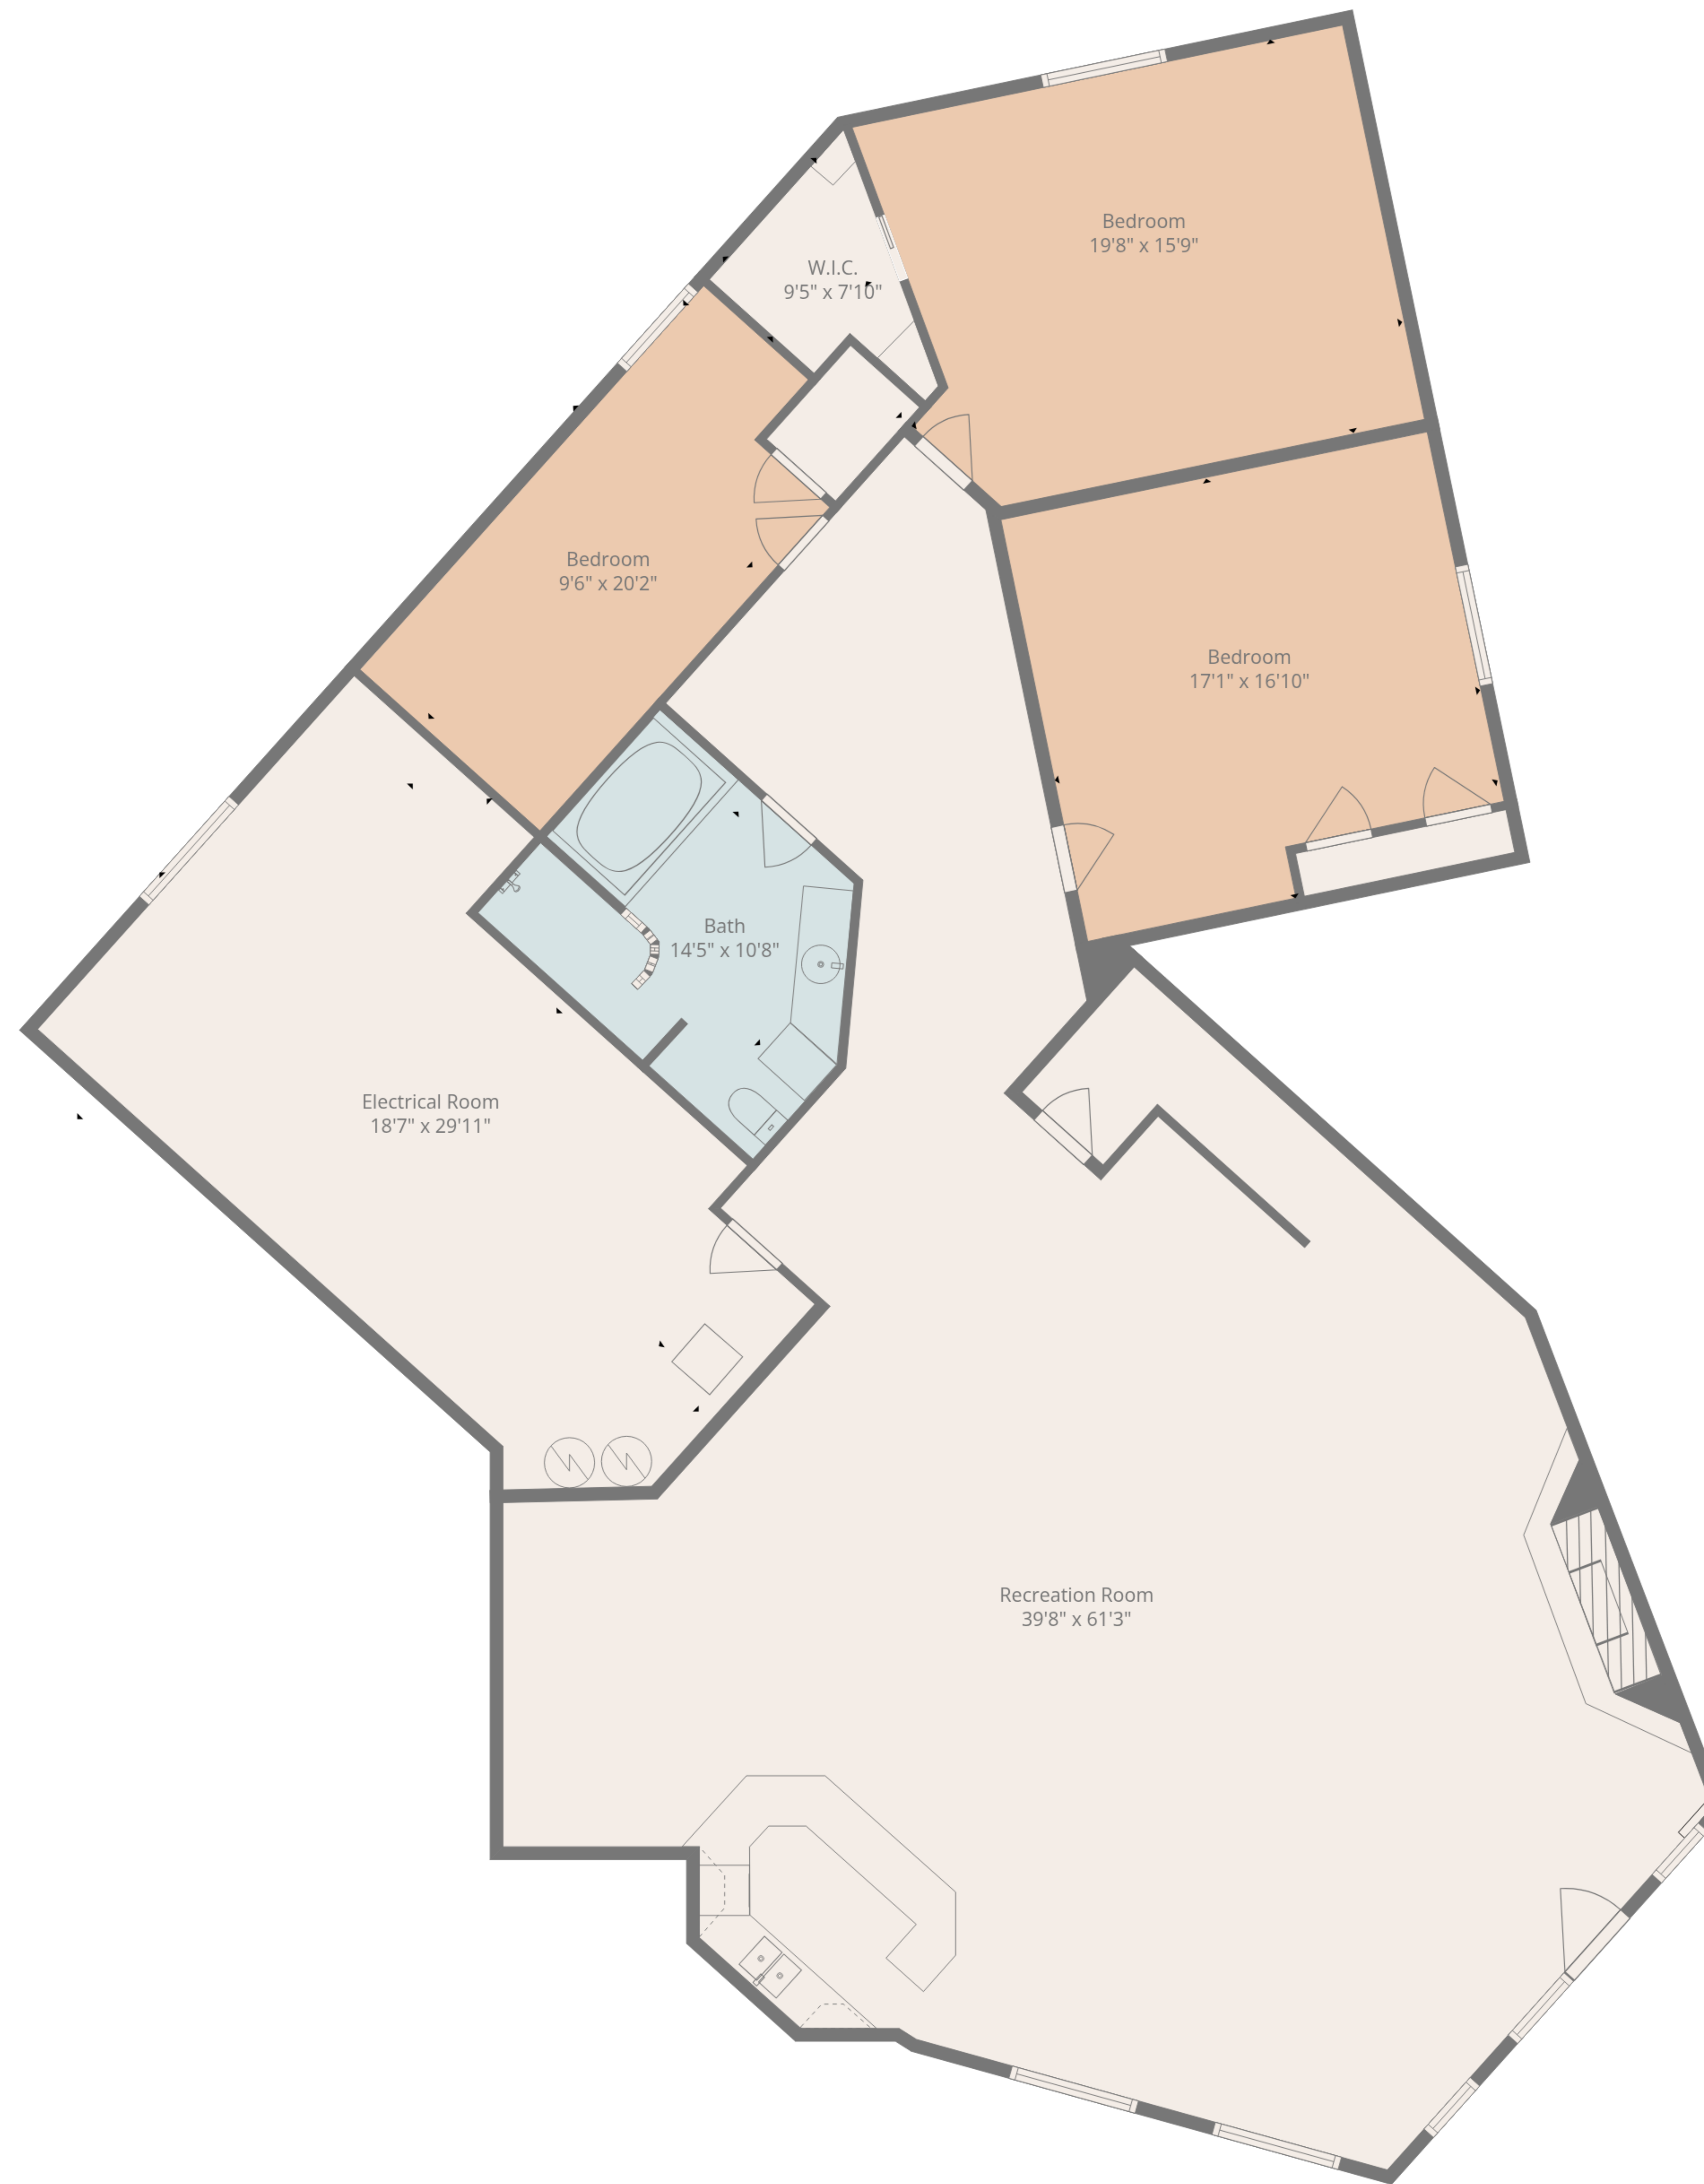 Bedroom
19'8" x 15'9"
W.I.C.
9'5" x 7'10"
Bedroom
9'6" x 20'2"
Bedroom
17'1" x 16'10"
Bath
14'5" x 10'8"
Electrical Room
18'7" x 29'11"
Recreation Room
39'8" x 61'3"